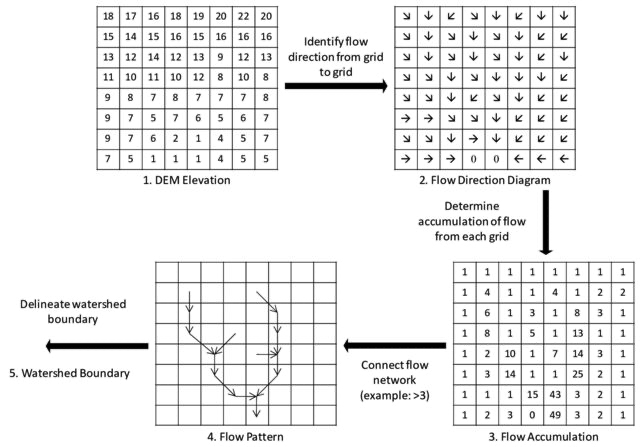 18 17 16 18 19 20 22 20
15 14 15 16 15 16 16 16
13 12 14 12 13 9 12 13
11 10 11 10 12 8 10 8
9 8 7 8 7 7 7 8
9 7 5 7 6 5 6 7
9 7 6 2 1 4 5 7
7 5 1 1 1 4 5 5
1. DEM Elevation
Identify flow
direction from grid
to grid
0 0
2. Flow Direction Diagram
Determine
accumulation of flow
from each grid
1 1 1 1 1 1 1 1
1 4 1 1 4 1 2 2
1 6 1 3 1 8 3 1
1 8 1 5 1 13 1 1
1 2 10 1 7 14 3 1
1 3 14 1 1 25 2 1
1 1 1 15 43 3 2 1
1 2 3 0 49 3 2 1
3. Flow Accumulation
Connect flow
network
(example: >3)
4. Flow Pattern
Delineate watershed
boundary
5. Watershed Boundary